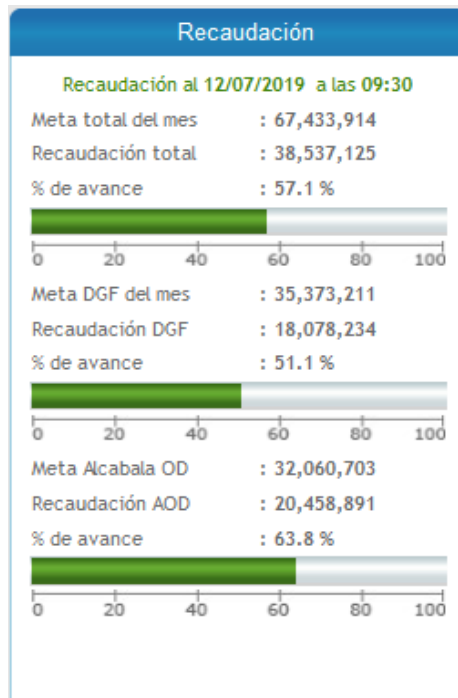 Recaudación
Recaudación al 12/07/2019 a las 09:30
Meta total del mes : 67,433,914
Recaudación total : 38,537,125
% de avance : 57.1 %
0 20 40 60 80 100
Meta DGF del mes : 35,373,211
Recaudación DGF : 18,078,234
% de avance : 51.1 %
0 20 40 60 80 100
Meta Alcabala OD : 32,060,703
Recaudación AOD : 20,458,891
% de avance : 63.8 %
0 20 40 60 80 100